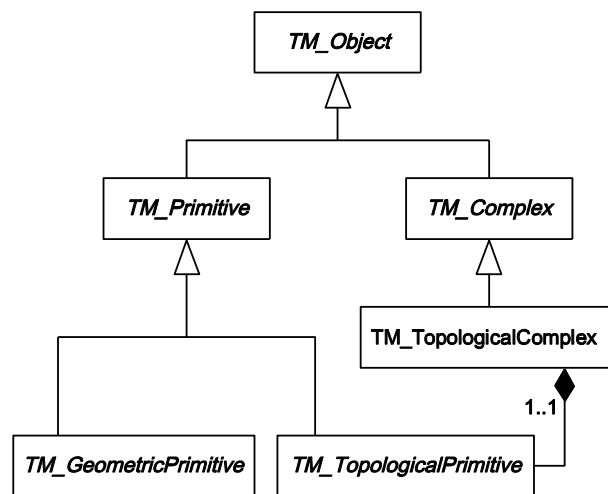 TM_Object
TM_Primitive
TM_Complex
TM_TopologicalComplex
1..1
TM_GeometricPrimitive
TM_TopologicalPrimitive